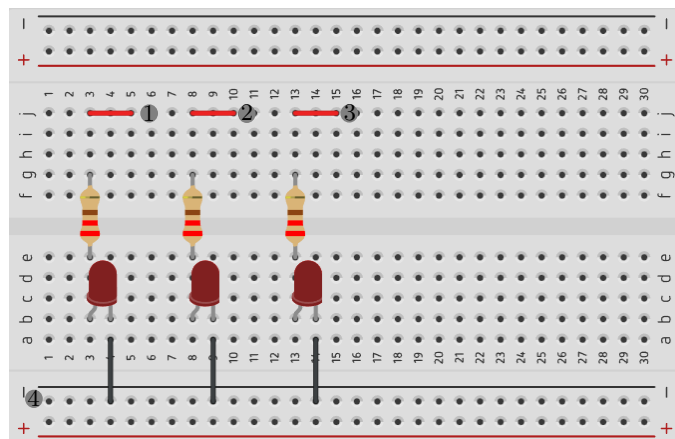 − −
+ +
1 2 3 4 5 6 7 8 9 10 11 12 13 14 15 16 17 18 19 20 21 22 23 24 25 26 27 28 29 30
j 1 2 3 j
i i
h h
g g
f f
e e
d d
c c
b b
a a
1 2 3 4 5 6 7 8 9 10 11 12 13 14 15 16 17 18 19 20 21 22 23 24 25 26 27 28 29 30
− −
4
+ +